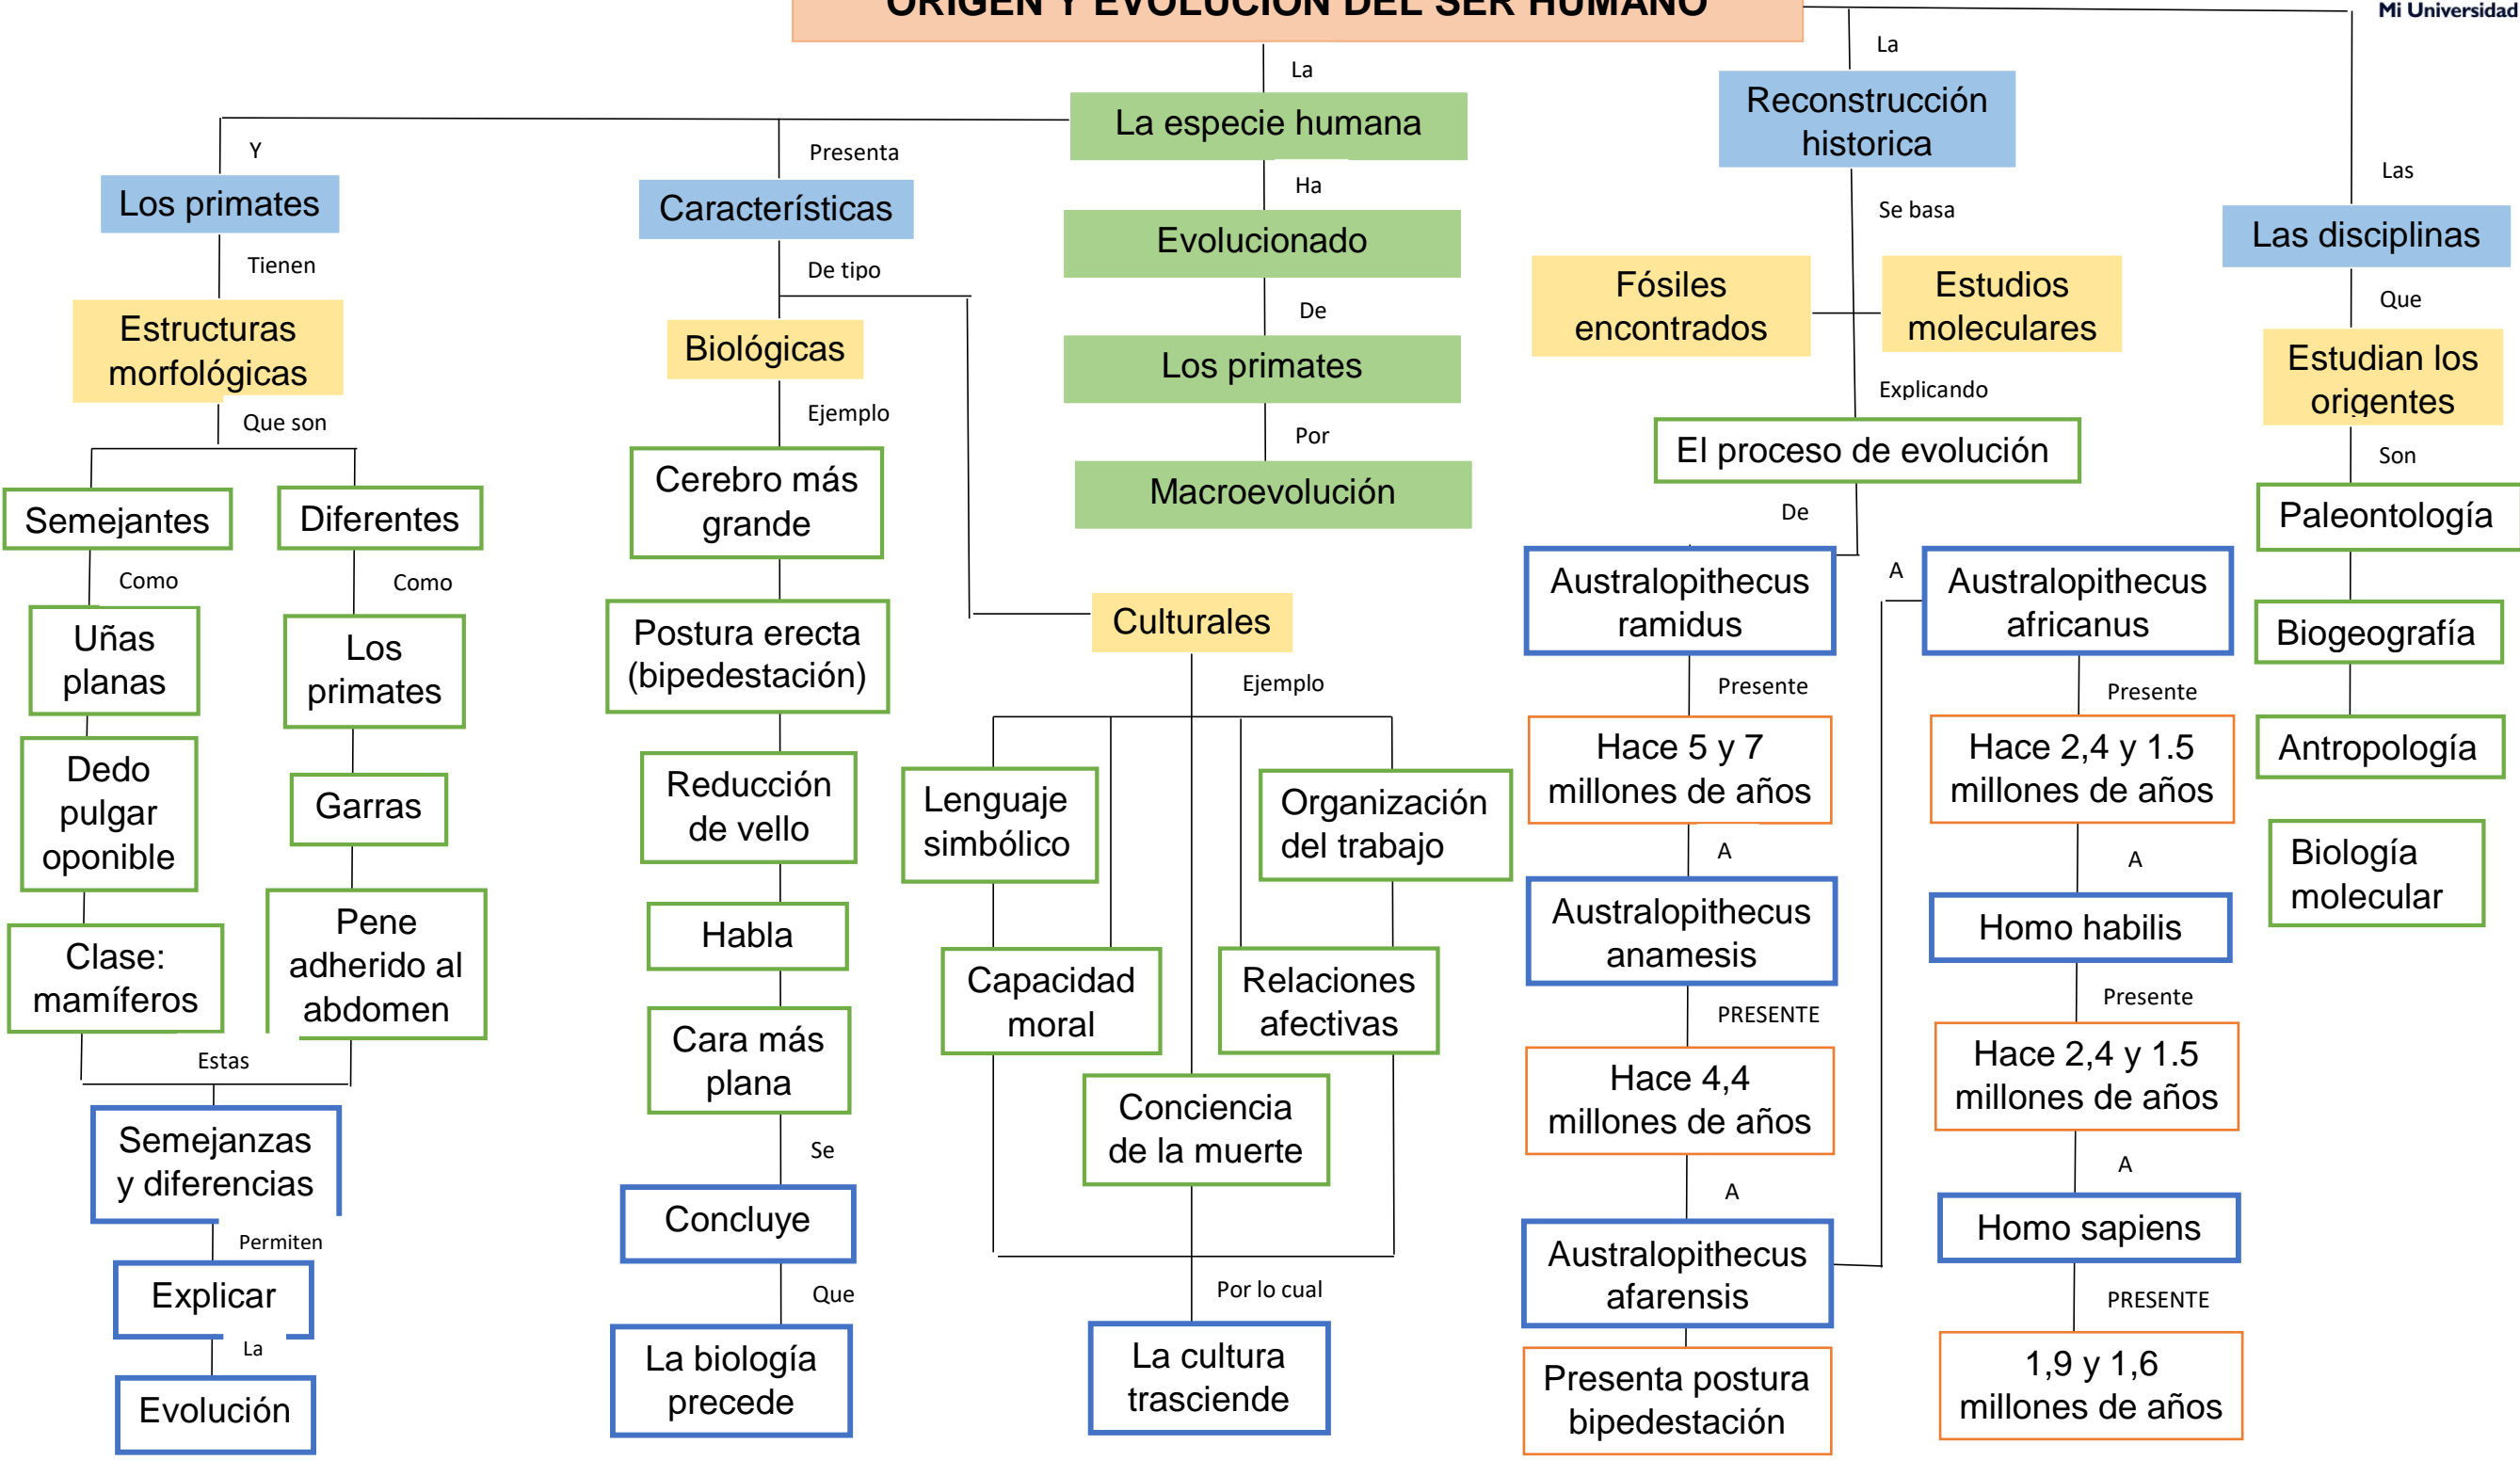 ORIGEN Y EVOLUCIÓN DEL SER HUMANO
Mi Universidad
La
La especie humana
Ha
Evolucionado
De
Los primates
Por
Macroevolución
Y
Los primates
Tienen
Estructuras
morfológicas
Que son
Semejantes
Como
Uñas
planas
Dedo
pulgar
oponible
Clase:
mamíferos
Diferentes
Como
Los
primates
Garras
Pene
adherido al
abdomen
Estas
Semejanzas
y diferencias
Permiten
Explicar
La
Evolución
Presenta
Características
De tipo
Biológicas
Ejemplo
Cerebro más
grande
Postura erecta
(bipedestación)
Reducción
de vello
Habla
Cara más
plana
Se
Concluye
Que
La biología
precede
Culturales
Ejemplo
Lenguaje
simbólico
Organización
del trabajo
Capacidad
moral
Relaciones
afectivas
Conciencia
de la muerte
Por lo cual
La cultura
trasciende
La
Reconstrucción
historica
Se basa
Fósiles
encontrados
Estudios
moleculares
Explicando
El proceso de evolución
De
Australopithecus
ramidus
Presente
Hace 5 y 7
millones de años
A
Australopithecus
anamesis
PRESENTE
Hace 4,4
millones de años
A
Australopithecus
afarensis
Presenta postura
bipedestación
A
Australopithecus
africanus
Presente
Hace 2,4 y 1.5
millones de años
A
Homo habilis
Presente
Hace 2,4 y 1.5
millones de años
A
Homo sapiens
PRESENTE
1,9 y 1,6
millones de años
Las
Las disciplinas
Que
Estudian los
origentes
Son
Paleontología
Biogeografía
Antropología
Biología
molecular